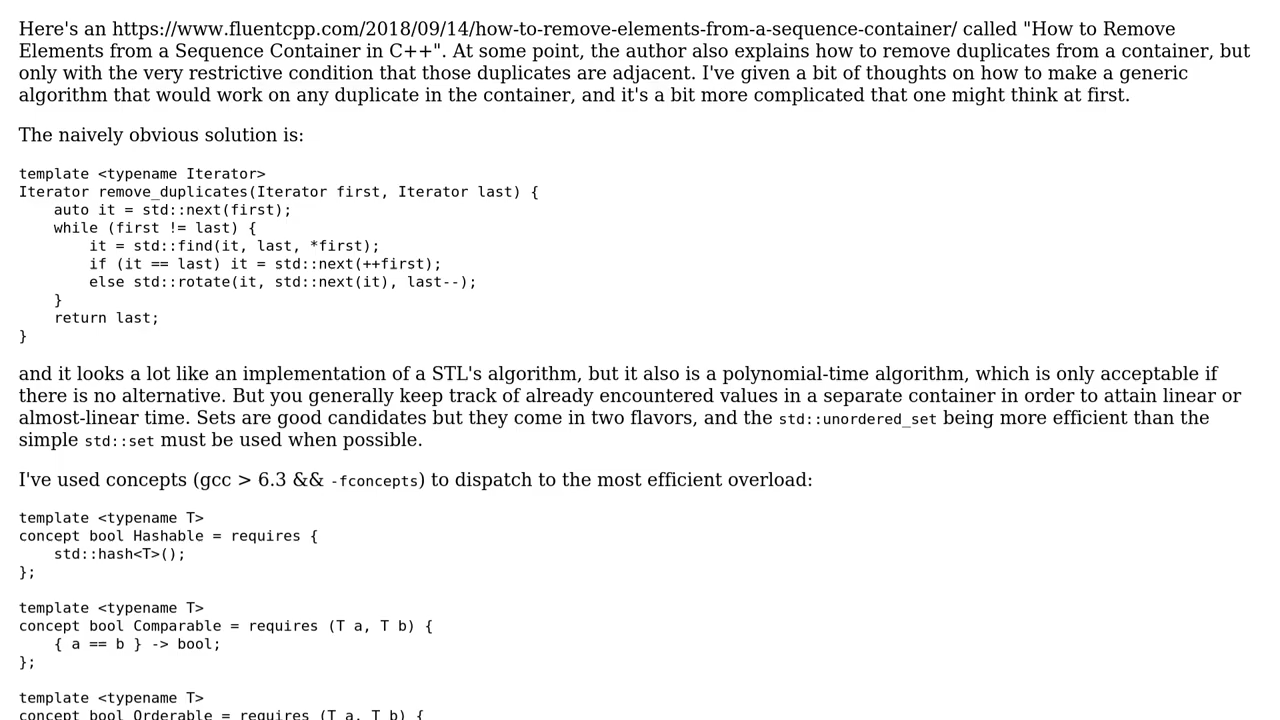 Here's an https://www.fluentcpp.com/2018/09/14/how-to-remove-elements-from-a-sequence-container/ called "How to Remove
Elements from a Sequence Container in C++". At some point, the author also explains how to remove duplicates from a container, but
only with the very restrictive condition that those duplicates are adjacent. I've given a bit of thoughts on how to make a generic
algorithm that would work on any duplicate in the container, and it's a bit more complicated that one might think at first.
The naively obvious solution is:
template <typename Iterator>
Iterator remove_duplicates(Iterator first, Iterator last) {
    auto it = std::next(first);
    while (first != last) {
        it = std::find(it, last, *first);
        if (it == last) it = std::next(++first);
        else std::rotate(it, std::next(it), last--);
    }
    return last;
}
and it looks a lot like an implementation of a STL's algorithm, but it also is a polynomial-time algorithm, which is only acceptable if
there is no alternative. But you generally keep track of already encountered values in a separate container in order to attain linear or
almost-linear time. Sets are good candidates but they come in two flavors, and the std::unordered_set being more efficient than the
simple std::set must be used when possible.
I've used concepts (gcc > 6.3 && -fconcepts) to dispatch to the most efficient overload:
template <typename T>
concept bool Hashable = requires {
    std::hash<T>();
};
template <typename T>
concept bool Comparable = requires (T a, T b) {
    { a == b } -> bool;
};
template <typename T>
concept bool Orderable = requires (T a, T b) {